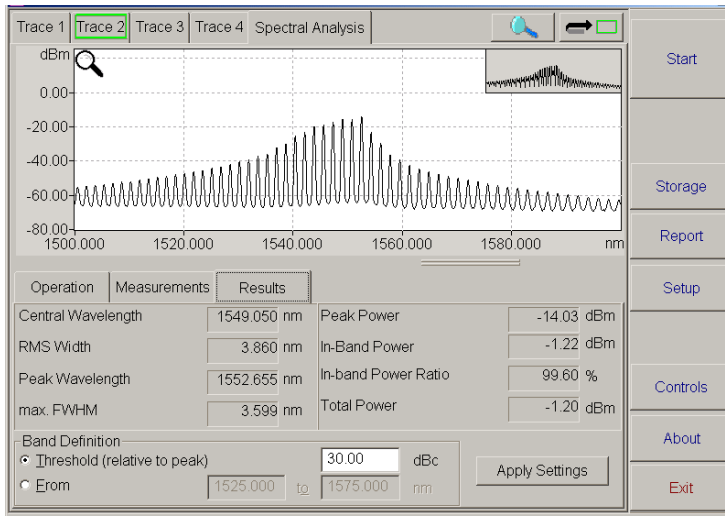 Trace 1 Trace 2 Trace 3 Trace 4 Spectral Analysis
dBm
0.00
-20.00
-40.00
-60.00
-80.00
1500.000 1520.000 1540.000 1560.000 1580.000 nm
Operation Measurements Results
Central Wavelength 1549.050 nm Peak Power -14.03 dBm
RMS Width 3.860 nm In-Band Power -1.22 dBm
Peak Wavelength 1552.655 nm In-band Power Ratio 99.60 %
max. FWHM 3.599 nm Total Power -1.20 dBm
Band Definition
Threshold (relative to peak) 30.00 dBc
From 1525.000 to 1575.000 nm
Apply Settings
Start
Storage
Report
Setup
Controls
About
Exit